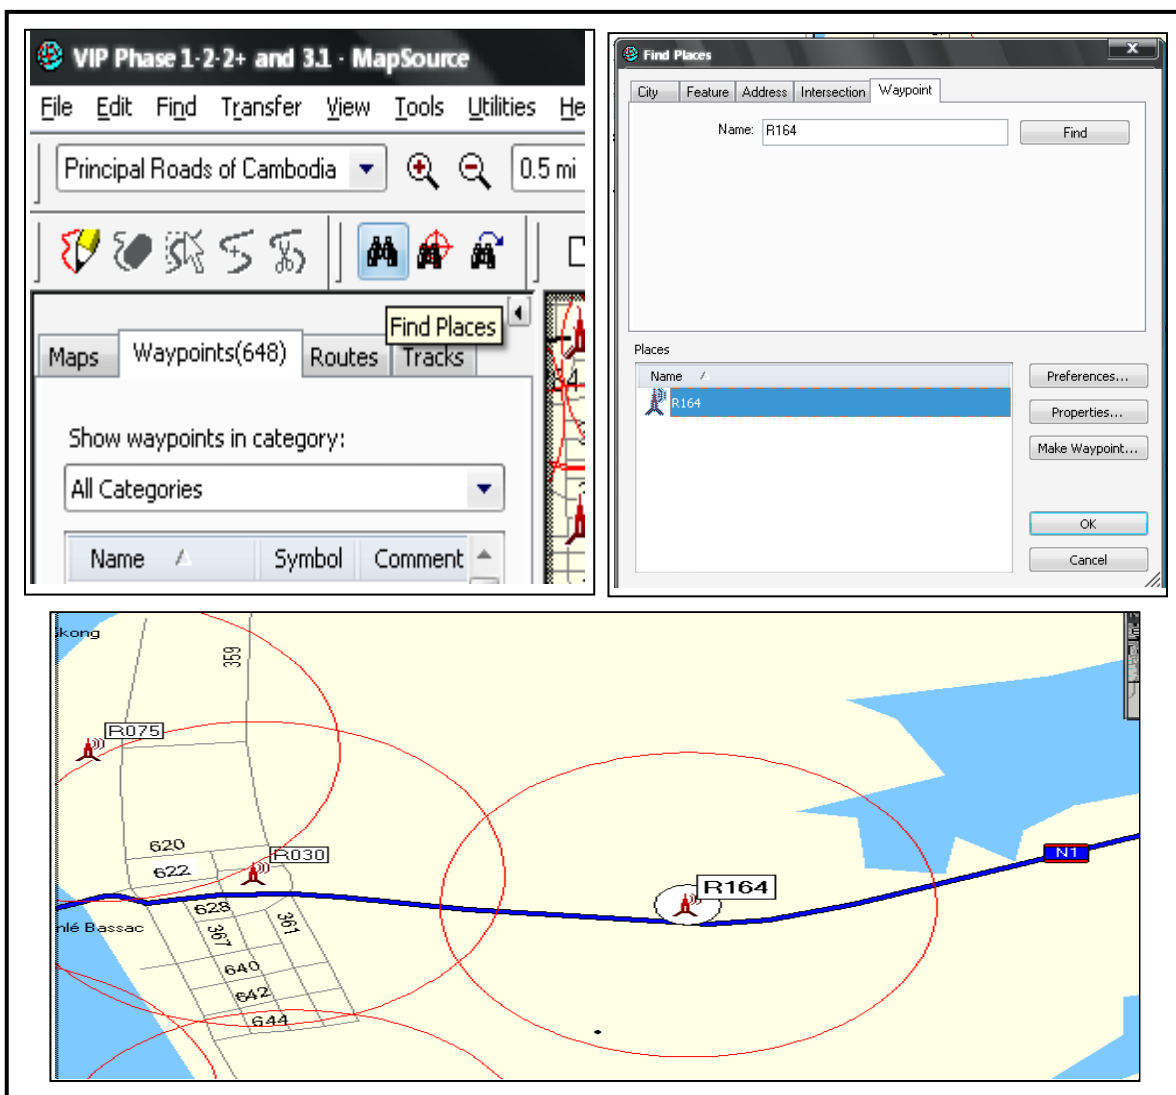 VIP Phase 1-2-2+ and 3.1 - MapSource
File Edit Find Transfer View Tools Utilities He
Principal Roads of Cambodia 0.5 mi
Find Places
Maps Waypoints(648) Routes Tracks
Show waypoints in category:
All Categories
Name Symbol Comment
Find Places
City Feature Address Intersection Waypoint
Name: R164 Find
Places
Name
R164
Preferences...
Properties...
Make Waypoint...
OK
Cancel
kong
359
R075
620
R030
622
N1
R164
628
nlé Bassac
367
361
640
642
644